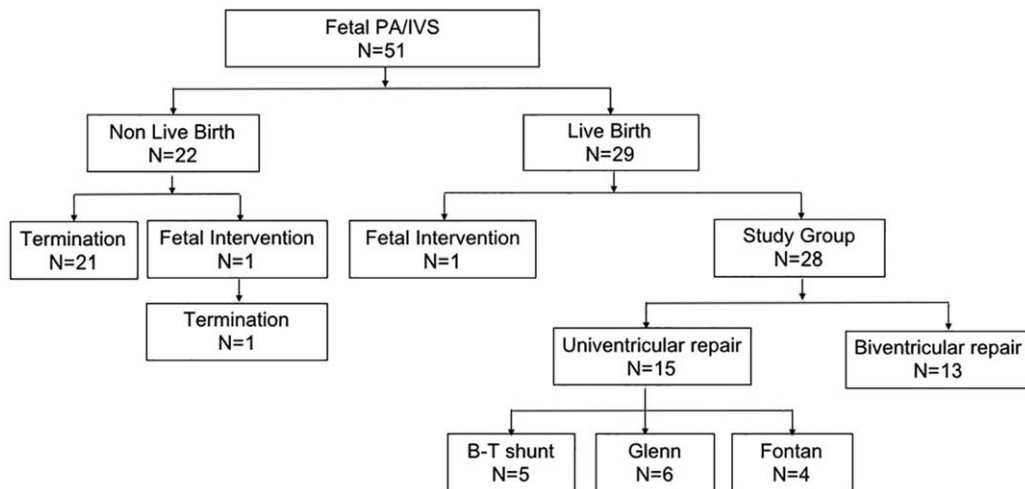 Fetal PA/IVS
N=51
Non Live Birth
N=22
Live Birth
N=29
Termination
N=21
Fetal Intervention
N=1
Fetal Intervention
N=1
Study Group
N=28
Termination
N=1
Univentricular repair
N=15
Biventricular repair
N=13
B-T shunt
N=5
Glenn
N=6
Fontan
N=4